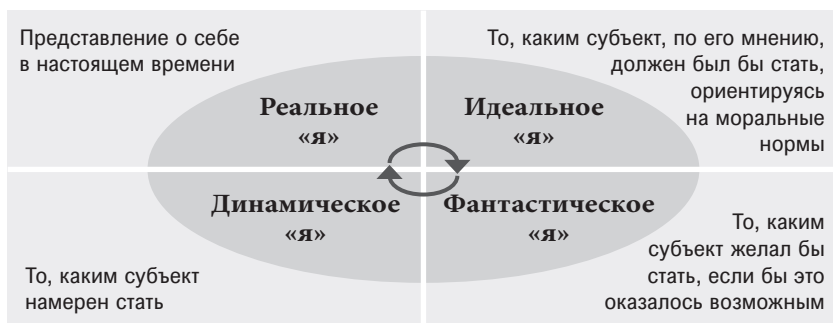 Представление о себе
в настоящем времени
Реальное
«я»
То, каким субъект, по его мнению,
должен был бы стать,
ориентируясь
на моральные
нормы
Идеальное
«я»
Динамическое
«я»
То, каким субъект
намерен стать
Фантастическое
«я»
То, каким
субъект желал бы
стать, если бы это
оказалось возможным